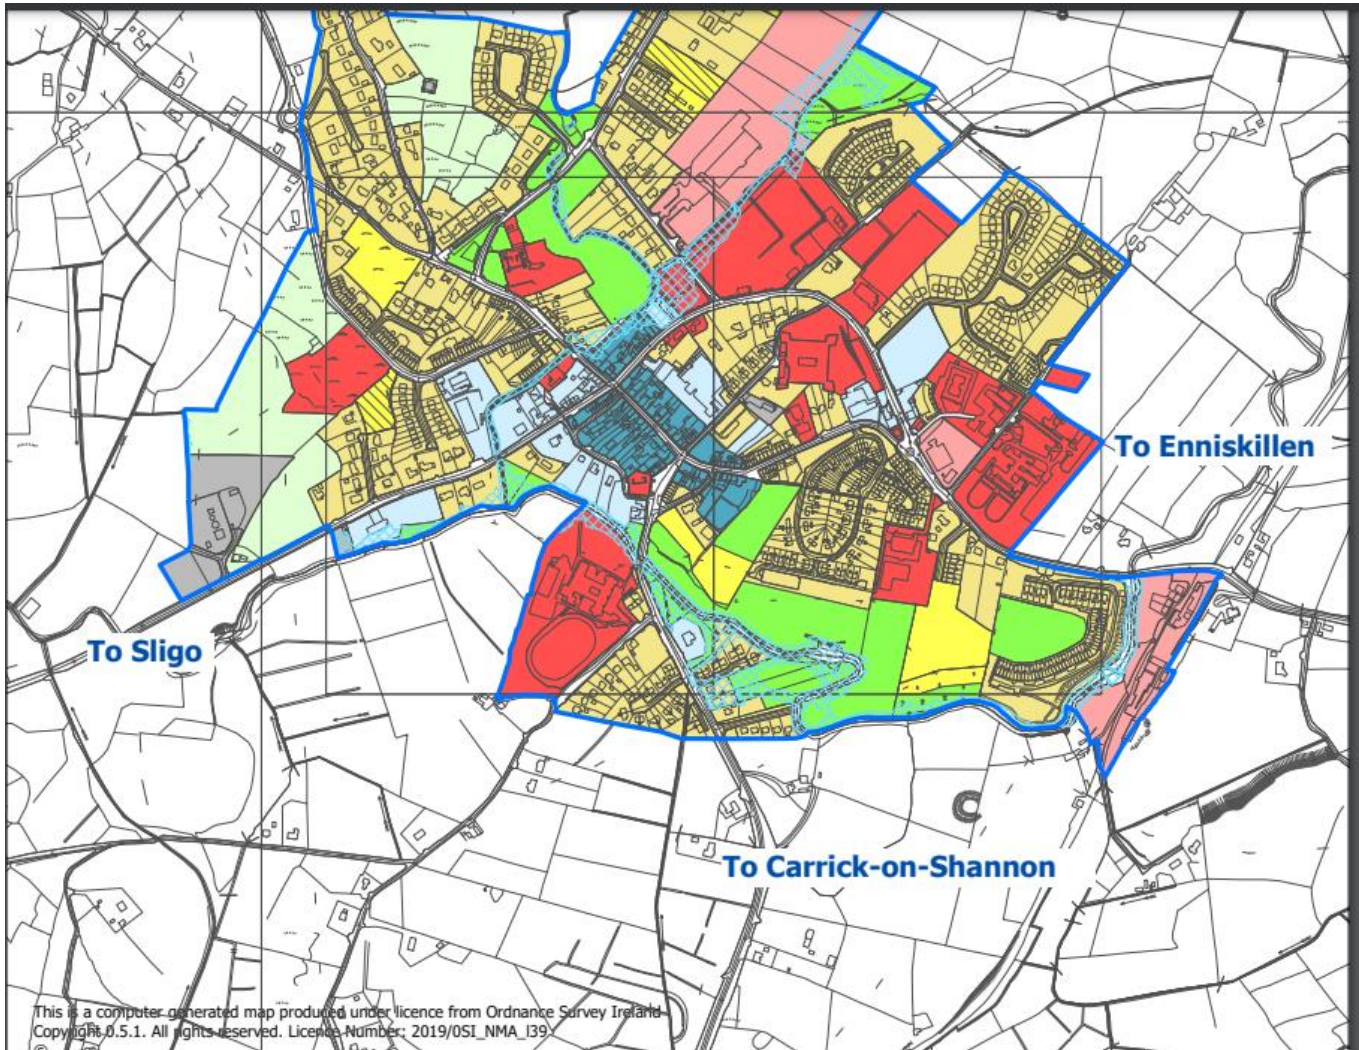 To Enniskillen
To Sligo
To Carrick-on-Shannon
This is a computer generated map produced under licence from Ordnance Survey Ireland
Copyright 0.5.1. All rights reserved. Licence Number: 2019/0SI_NMA_l39